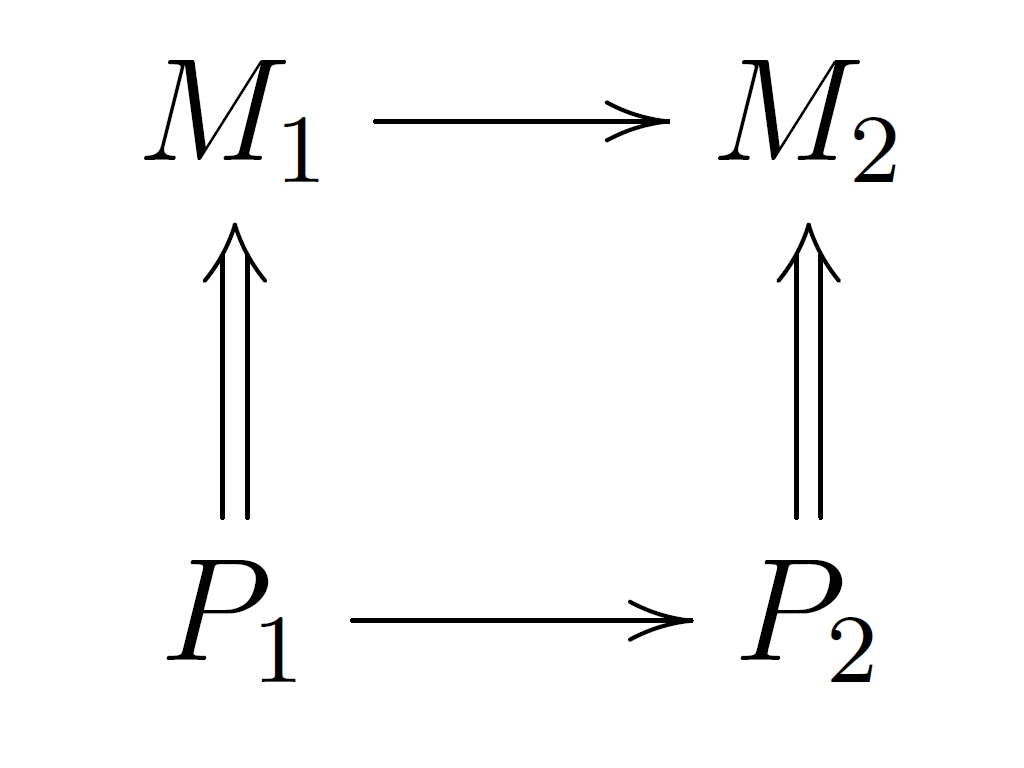 M₁ → M₂
⇑ ⇑
P₁ → P₂